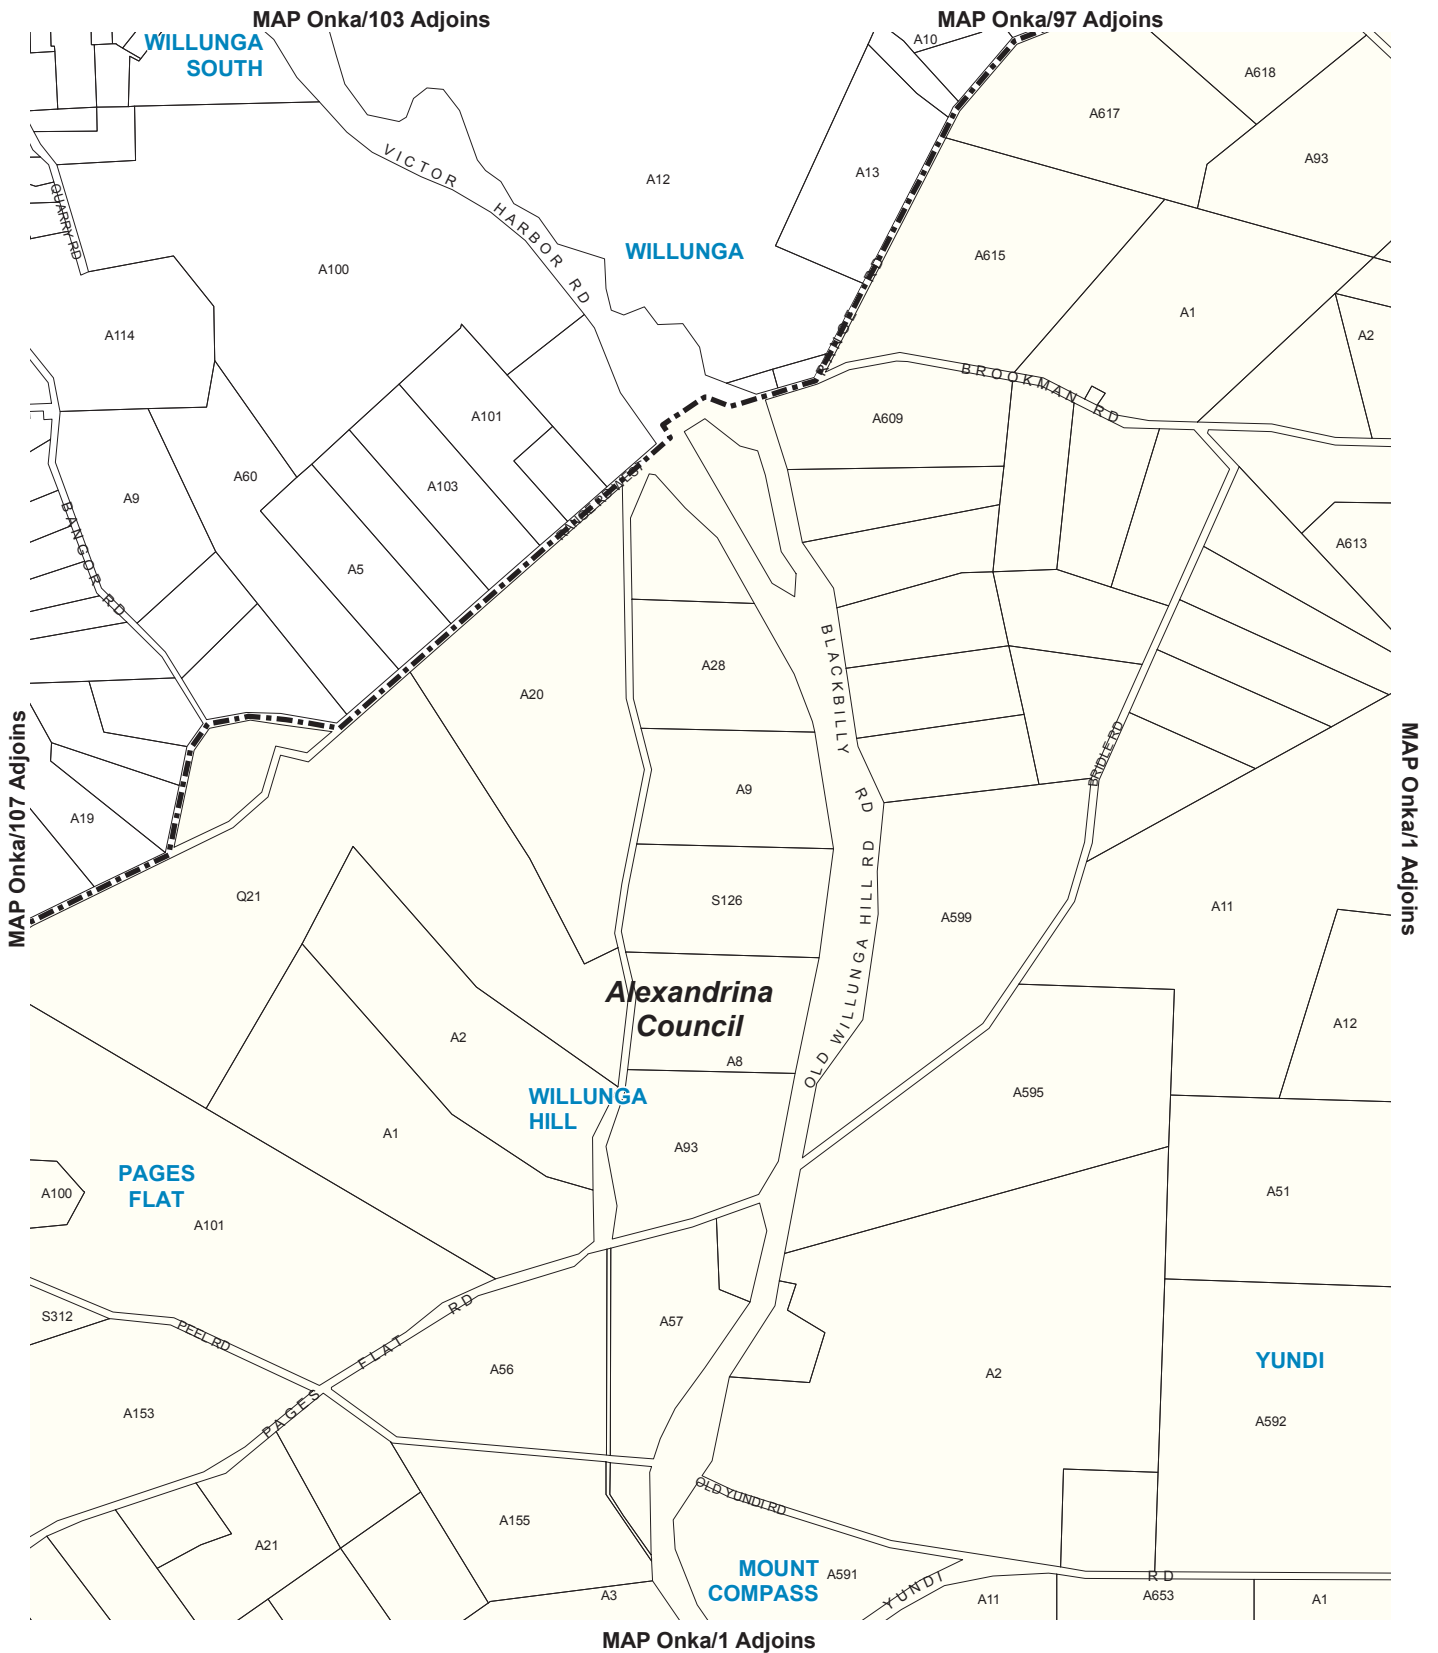 MAP Onka/103 Adjoins
MAP Onka/97 Adjoins
WILLUNGA
SOUTH
A10
A618
A617
A93
VICTOR HARBOR RD
A12
A13
QUARRY RD
WILLUNGA
A615
A100
A1
A114
A2
BROOKMAN RD
A101
A609
A60
A103
A9
BANGOR RD
A613
A5
A28
A20
BLACKBILLY RD
BRIDLE RD
MAP Onka/107 Adjoins
MAP Onka/1 Adjoins
A9
A19
Q21
S126
A599
A11
OLD WILLUNGA HILL RD
Alexandrina
Council
A12
A2
A8
A595
WILLUNGA
HILL
A1
A93
PAGES
FLAT
A100
A51
A101
S312
PEEL RD
A57
PAGES FLAT RD
A56
A2
YUNDI
A153
A592
OLD YUNDI RD
A155
A21
MOUNT
COMPASS
A591
YUNDI RD
A3
A11
A653
A1
MAP Onka/1 Adjoins